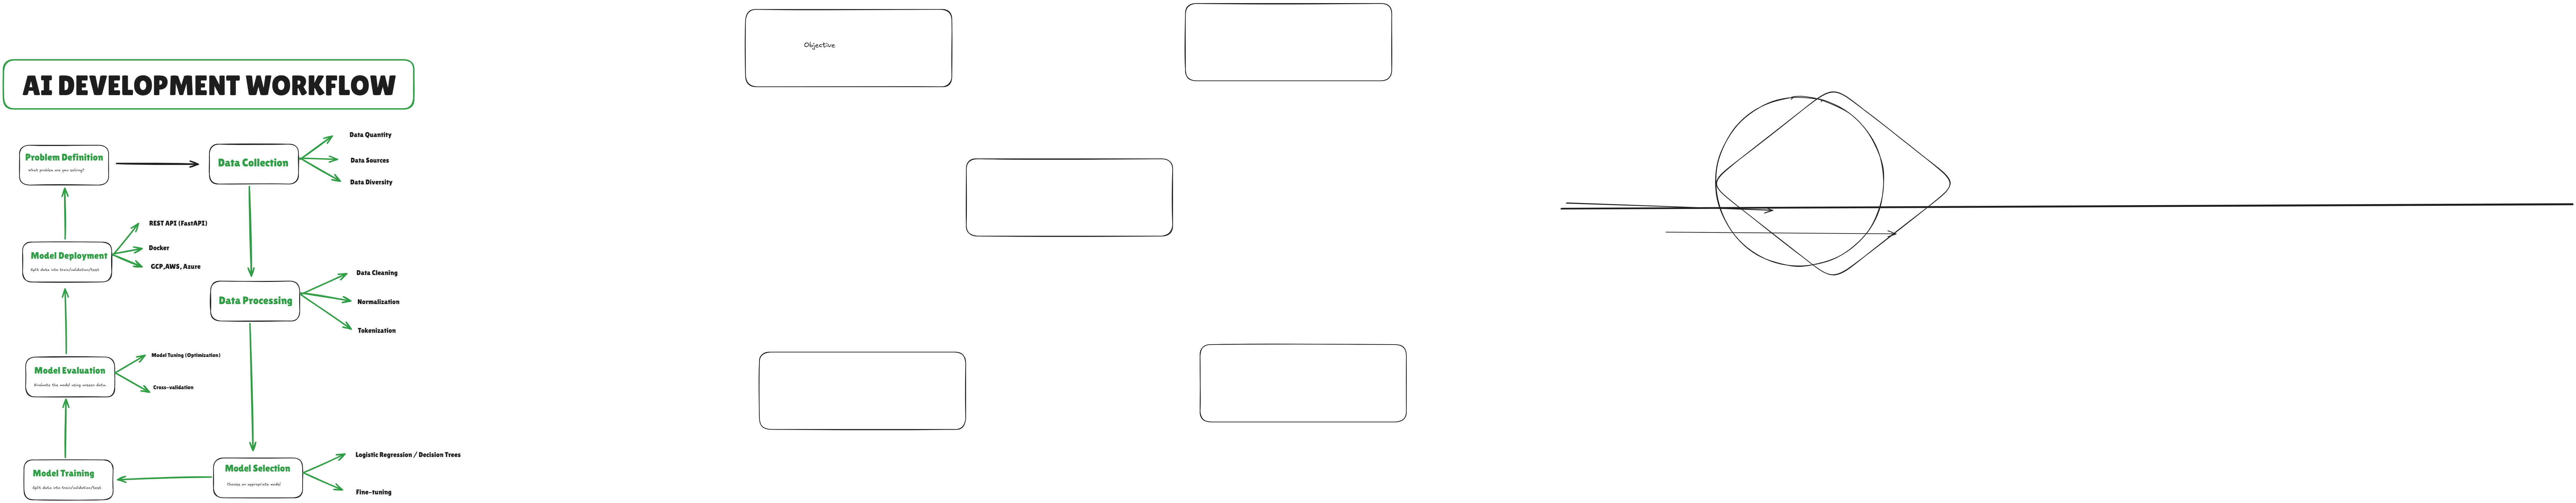 AI DEVELOPMENT WORKFLOW
Objective
Problem Definition
What problem are you solving?
Data Collection
Data Quantity
Data Sources
Data Diversity
Model Deployment
Split data into train/validation/test
REST API (FastAPI)
Docker
GCP,AWS, Azure
Data Processing
Data Cleaning
Normalization
Tokenization
Model Evaluation
Evaluate the model using unseen data.
Model Tuning (Optimization)
Cross-validation
Model Training
Split data into train/validation/test
Model Selection
Choose an appropriate model
Logistic Regression / Decision Trees
Fine-tuning